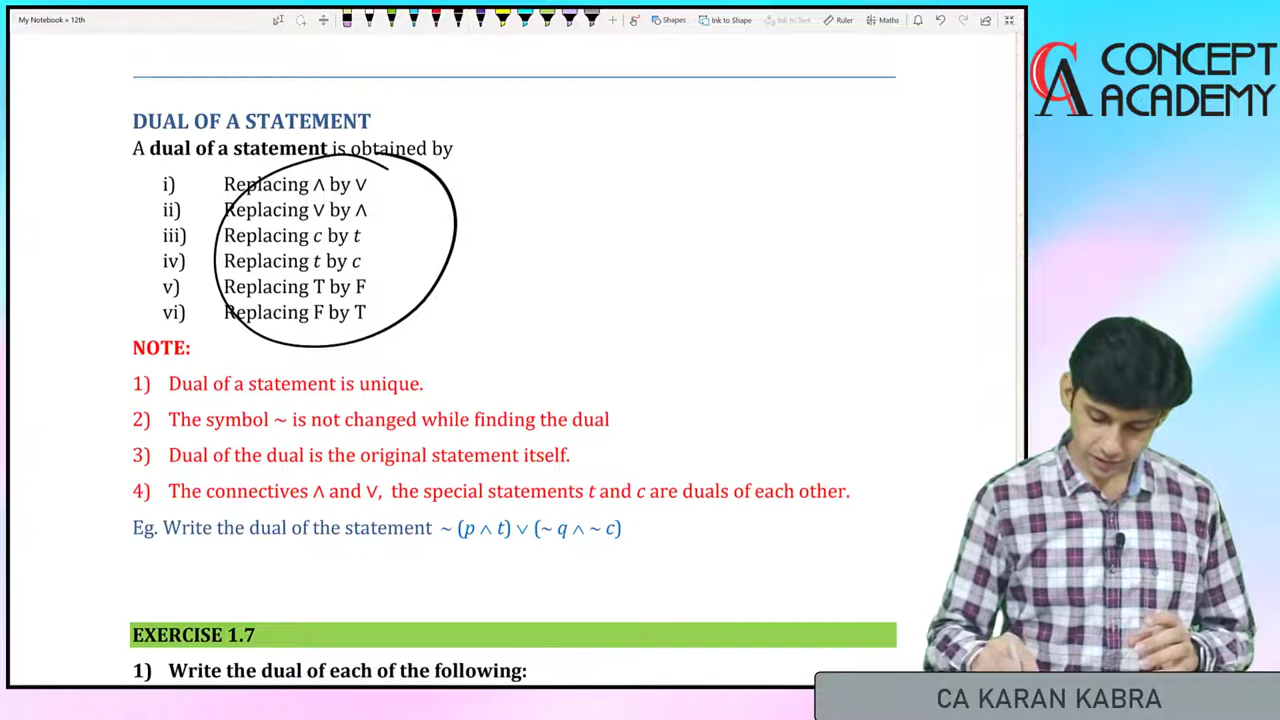 My Notebook > 12th
Shapes
Ink to Shape
Ink to Text
Ruler
Maths
CONCEPT
ACADEMY
DUAL OF A STATEMENT
A dual of a statement is obtained by
i) Replacing ∧ by ∨
ii) Replacing ∨ by ∧
iii) Replacing c by t
iv) Replacing t by c
v) Replacing T by F
vi) Replacing F by T
NOTE:
1) Dual of a statement is unique.
2) The symbol ~ is not changed while finding the dual
3) Dual of the dual is the original statement itself.
4) The connectives ∧ and ∨, the special statements t and c are duals of each other.
Eg. Write the dual of the statement ~ (p ∧ t) ∨ (~ q ∧ ~ c)
EXERCISE 1.7
1) Write the dual of each of the following:
CA KARAN KABRA